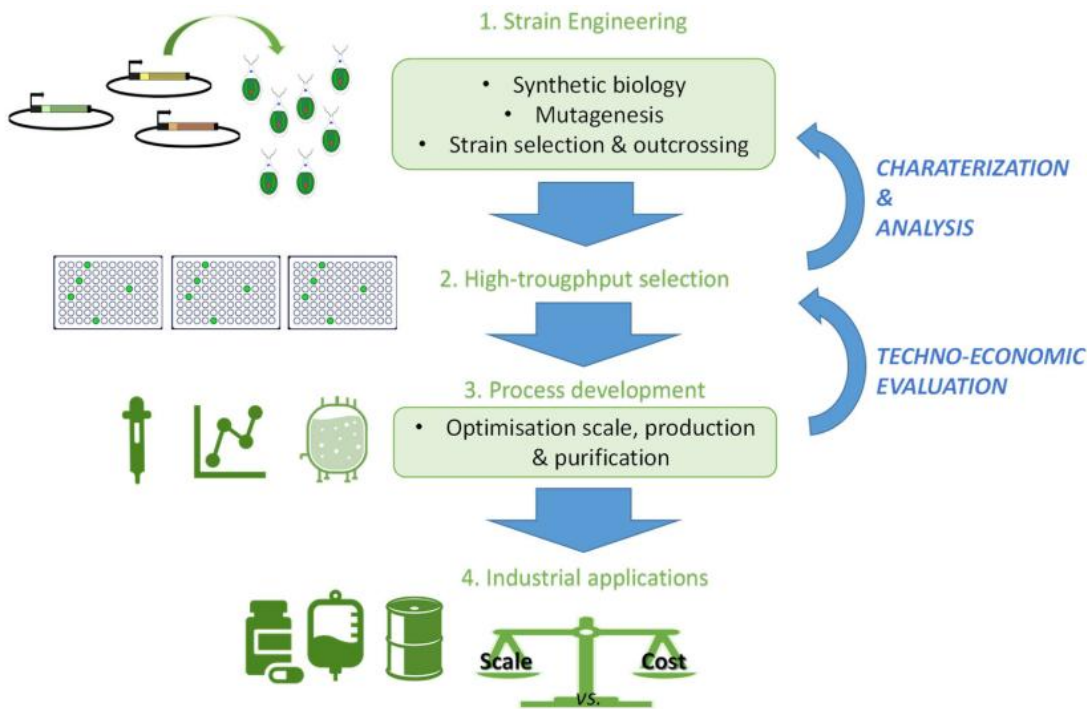 1. Strain Engineering
• Synthetic biology
• Mutagenesis
• Strain selection & outcrossing
CHARATERIZATION
&
ANALYSIS
2. High-trougphput selection
TECHNO-ECONOMIC
EVALUATION
3. Process development
• Optimisation scale, production
& purification
4. Industrial applications
Scale
Cost
vs.